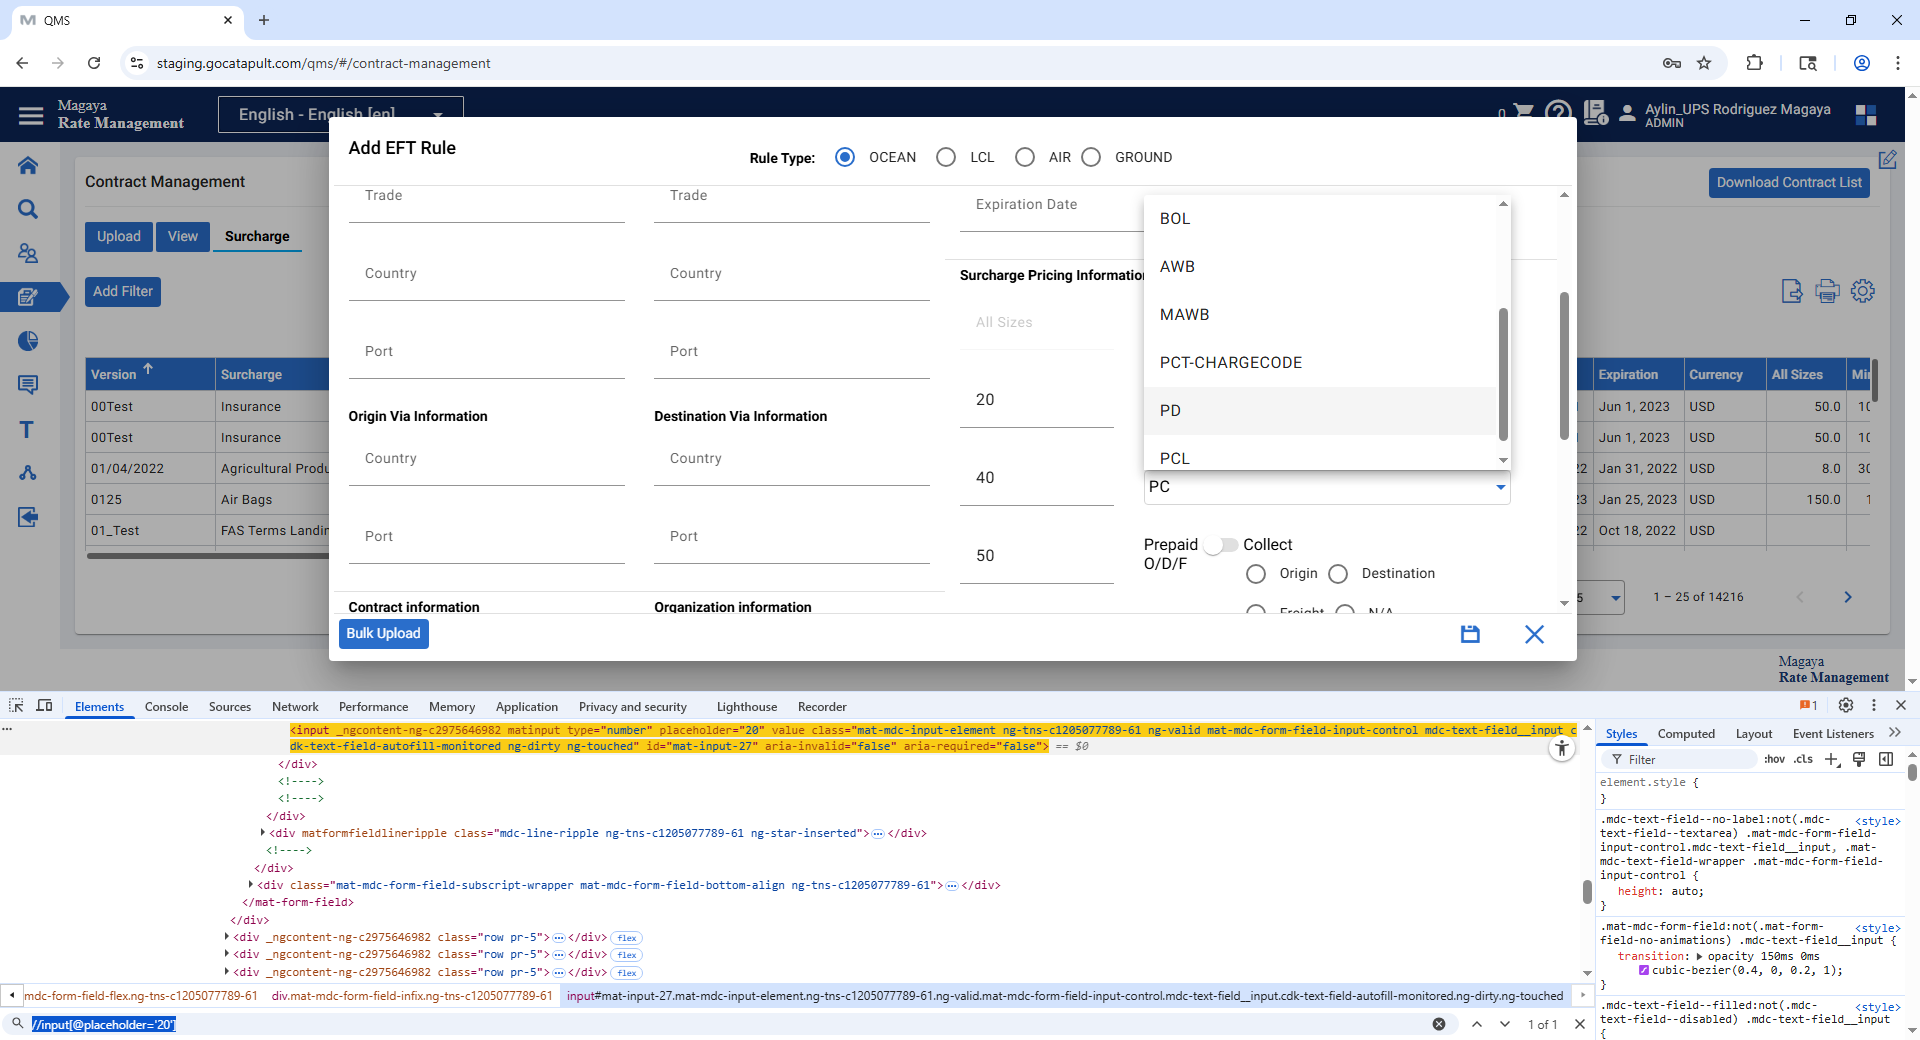 QMS
staging.gocatapult.com/qms/#/contract-management
Magaya
Rate Management
English - English [en]
0
Aylin_UPS Rodriguez Magaya
ADMIN
Add EFT Rule
Rule Type:
OCEAN
LCL
AIR
GROUND
Contract Management
Download Contract List
Upload
View
Surcharge
Add Filter
Trade
Trade
Expiration Date
Country
Country
Surcharge Pricing Information
All Sizes
Port
Port
20
Origin Via Information
Destination Via Information
Country
Country
40
Port
Port
50
Contract information
Organization information
BOL
AWB
MAWB
PCT-CHARGECODE
PD
PCL
PC
Prepaid
Collect
O/D/F
Origin
Destination
Freight
N/A
Bulk Upload
Version
Surcharge
Expiration
Currency
All Sizes
Min
00Test
Insurance
Jun 1, 2023
USD
50.0
00Test
Insurance
Jun 1, 2023
USD
50.0
01/04/2022
Agricultural Produ
Jan 31, 2022
USD
8.0
30
0125
Air Bags
Jan 25, 2023
USD
150.0
01_Test
FAS Terms Landin
Oct 18, 2022
USD
5
1 – 25 of 14216
Magaya
Rate Management
Elements
Console
Sources
Network
Performance
Memory
Application
Privacy and security
Lighthouse
Recorder
1
<input _ngcontent-ng-c2975646982 matinput type="number" placeholder="20" value class="mat-mdc-input-element ng-tns-c1205077789-61 ng-valid mat-mdc-form-field-input-control mdc-text-field__input c
dk-text-field-autofill-monitored ng-dirty ng-touched" id="mat-input-27" aria-invalid="false" aria-required="false"> == $0
</div>
<!---->
<!---->
</div>
<div matformfieldlineripple class="mdc-line-ripple ng-tns-c1205077789-61 ng-star-inserted">…</div>
<!---->
</div>
<div class="mat-mdc-form-field-subscript-wrapper mat-mdc-form-field-bottom-align ng-tns-c1205077789-61">…</div>
</mat-form-field>
</div>
<div _ngcontent-ng-c2975646982 class="row pr-5">…</div> flex
<div _ngcontent-ng-c2975646982 class="row pr-5">…</div> flex
<div _ngcontent-ng-c2975646982 class="row pr-5">…</div> flex
mdc-form-field-flex.ng-tns-c1205077789-61
div.mat-mdc-form-field-infix.ng-tns-c1205077789-61
input#mat-input-27.mat-mdc-input-element.ng-tns-c1205077789-61.ng-valid.mat-mdc-form-field-input-control.mdc-text-field__input.cdk-text-field-autofill-monitored.ng-dirty.ng-touched
//input[@placeholder='20']
1 of 1
Styles
Computed
Layout
Event Listeners
Filter
:hov
.cls
element.style {
}
.mdc-text-field--no-label:not(.mdc- <style>
text-field--textarea) .mat-mdc-form-field-
input-control.mdc-text-field__input, .mat-
mdc-text-field-wrapper .mat-mdc-form-field-
input-control {
height: auto;
}
.mat-mdc-form-field:not(.mat-form- <style>
field-no-animations) .mdc-text-field__input {
transition: opacity 150ms 0ms
cubic-bezier(0.4, 0, 0.2, 1);
}
.mdc-text-field--filled:not(.mdc- <style>
text-field--disabled) .mdc-text-field__input
{